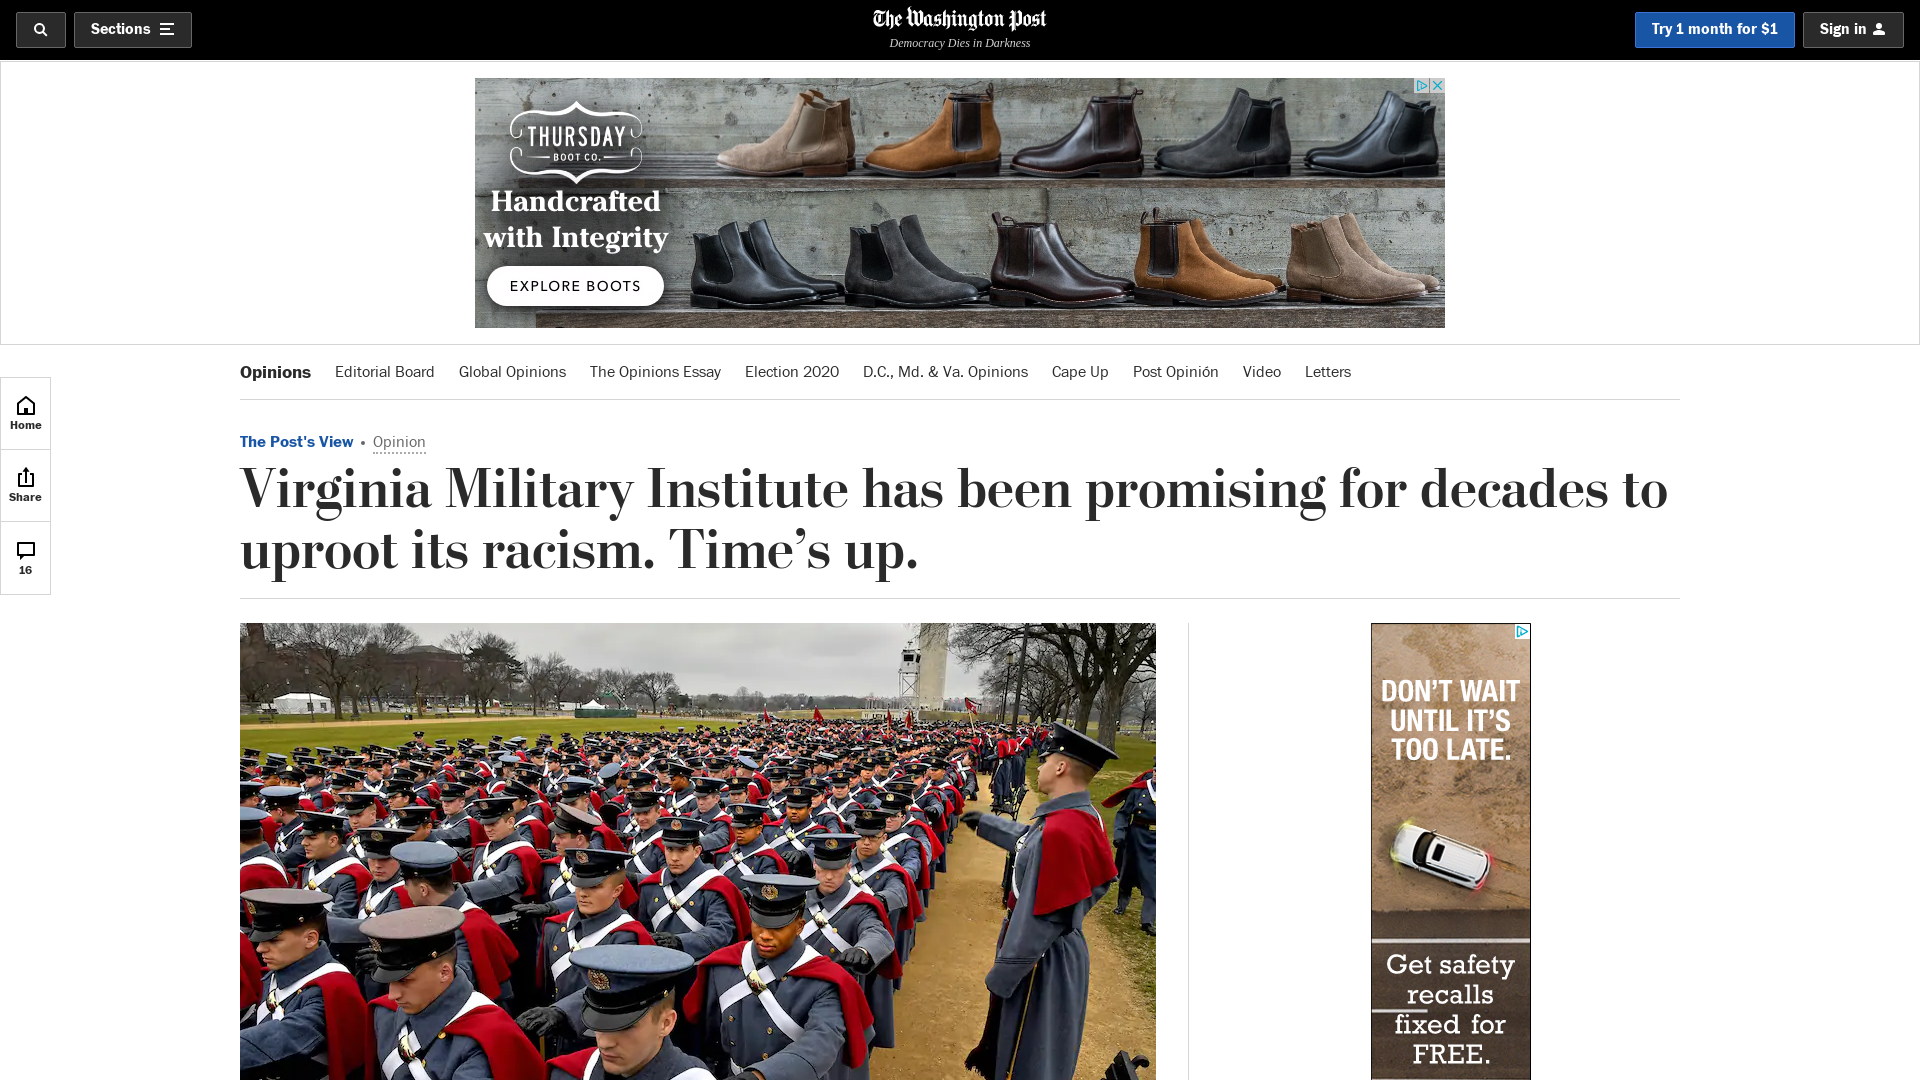 Sections
The Washington Post
Democracy Dies in Darkness
Try 1 month for $1
Sign in
THURSDAY
BOOT CO.
Handcrafted
with Integrity
EXPLORE BOOTS
Opinions
Editorial Board
Global Opinions
The Opinions Essay
Election 2020
D.C., Md. & Va. Opinions
Cape Up
Post Opinión
Video
Letters
Home
Share
16
The Post's View • Opinion
Virginia Military Institute has been promising for decades to
uproot its racism. Time’s up.
DON'T WAIT
UNTIL IT'S
TOO LATE.
Get safety
recalls
fixed for
FREE.